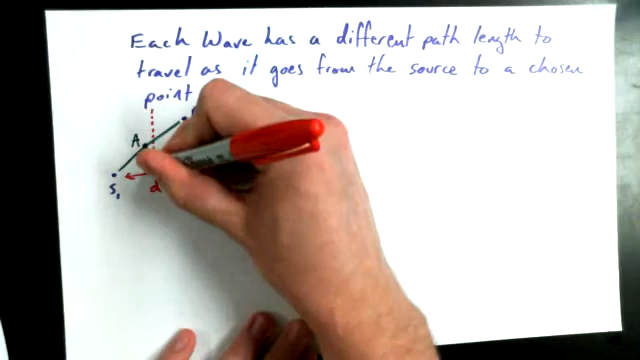 Each Wave has a different path length to
travel as it goes from the source to a chosen
point
A
S₁
d